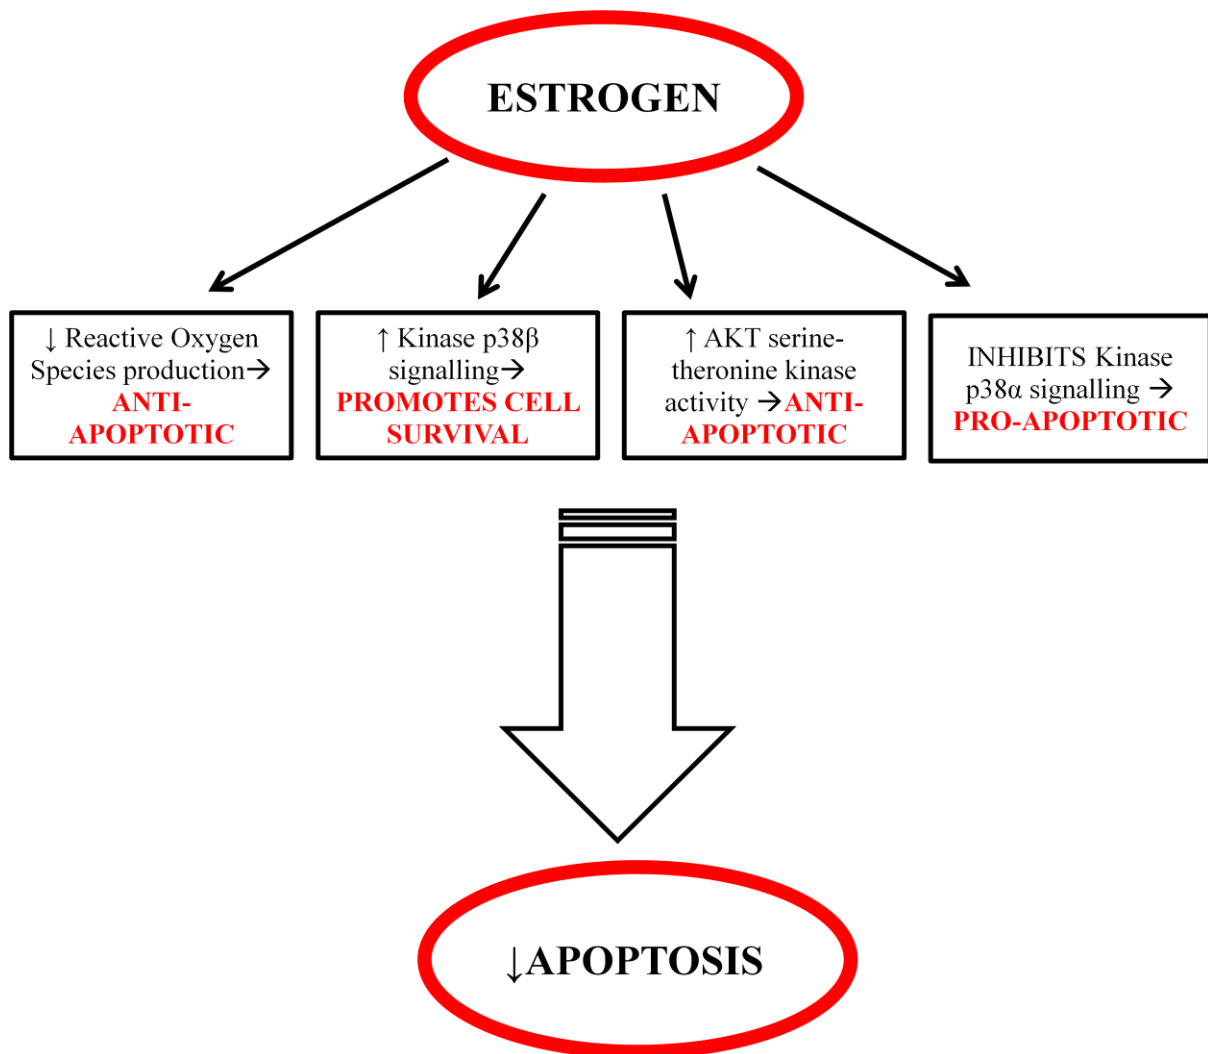 ESTROGEN
↓ Reactive Oxygen
Species production→
ANTI-
APOPTOTIC
↑ Kinase p38β
signalling→
PROMOTES CELL
SURVIVAL
↑ AKT serine-
theronine kinase
activity →ANTI-
APOPTOTIC
INHIBITS Kinase
p38α signalling →
PRO-APOPTOTIC
↓APOPTOSIS